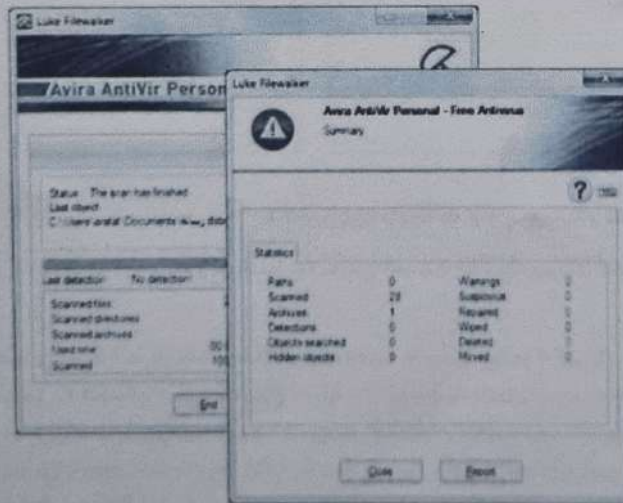 Luke Filewalker
Avira AntiVir Person
Status: The scan has finished
Last object
Last detection: No detection
Scanned files:
Scanned directories:
Scanned archives:
Used time:
Scanned:
End
Luke Filewalker
Avira AntiVir Personal - Free Antivirus
Summary
Help
Statistics
Paths 0 Warnings 0
Scanned 28 Suspicious 0
Archives 1 Repaired 0
Detections 0 Wiped 0
Objects searched 0 Deleted 0
Hidden objects 0 Moved 0
Close Report